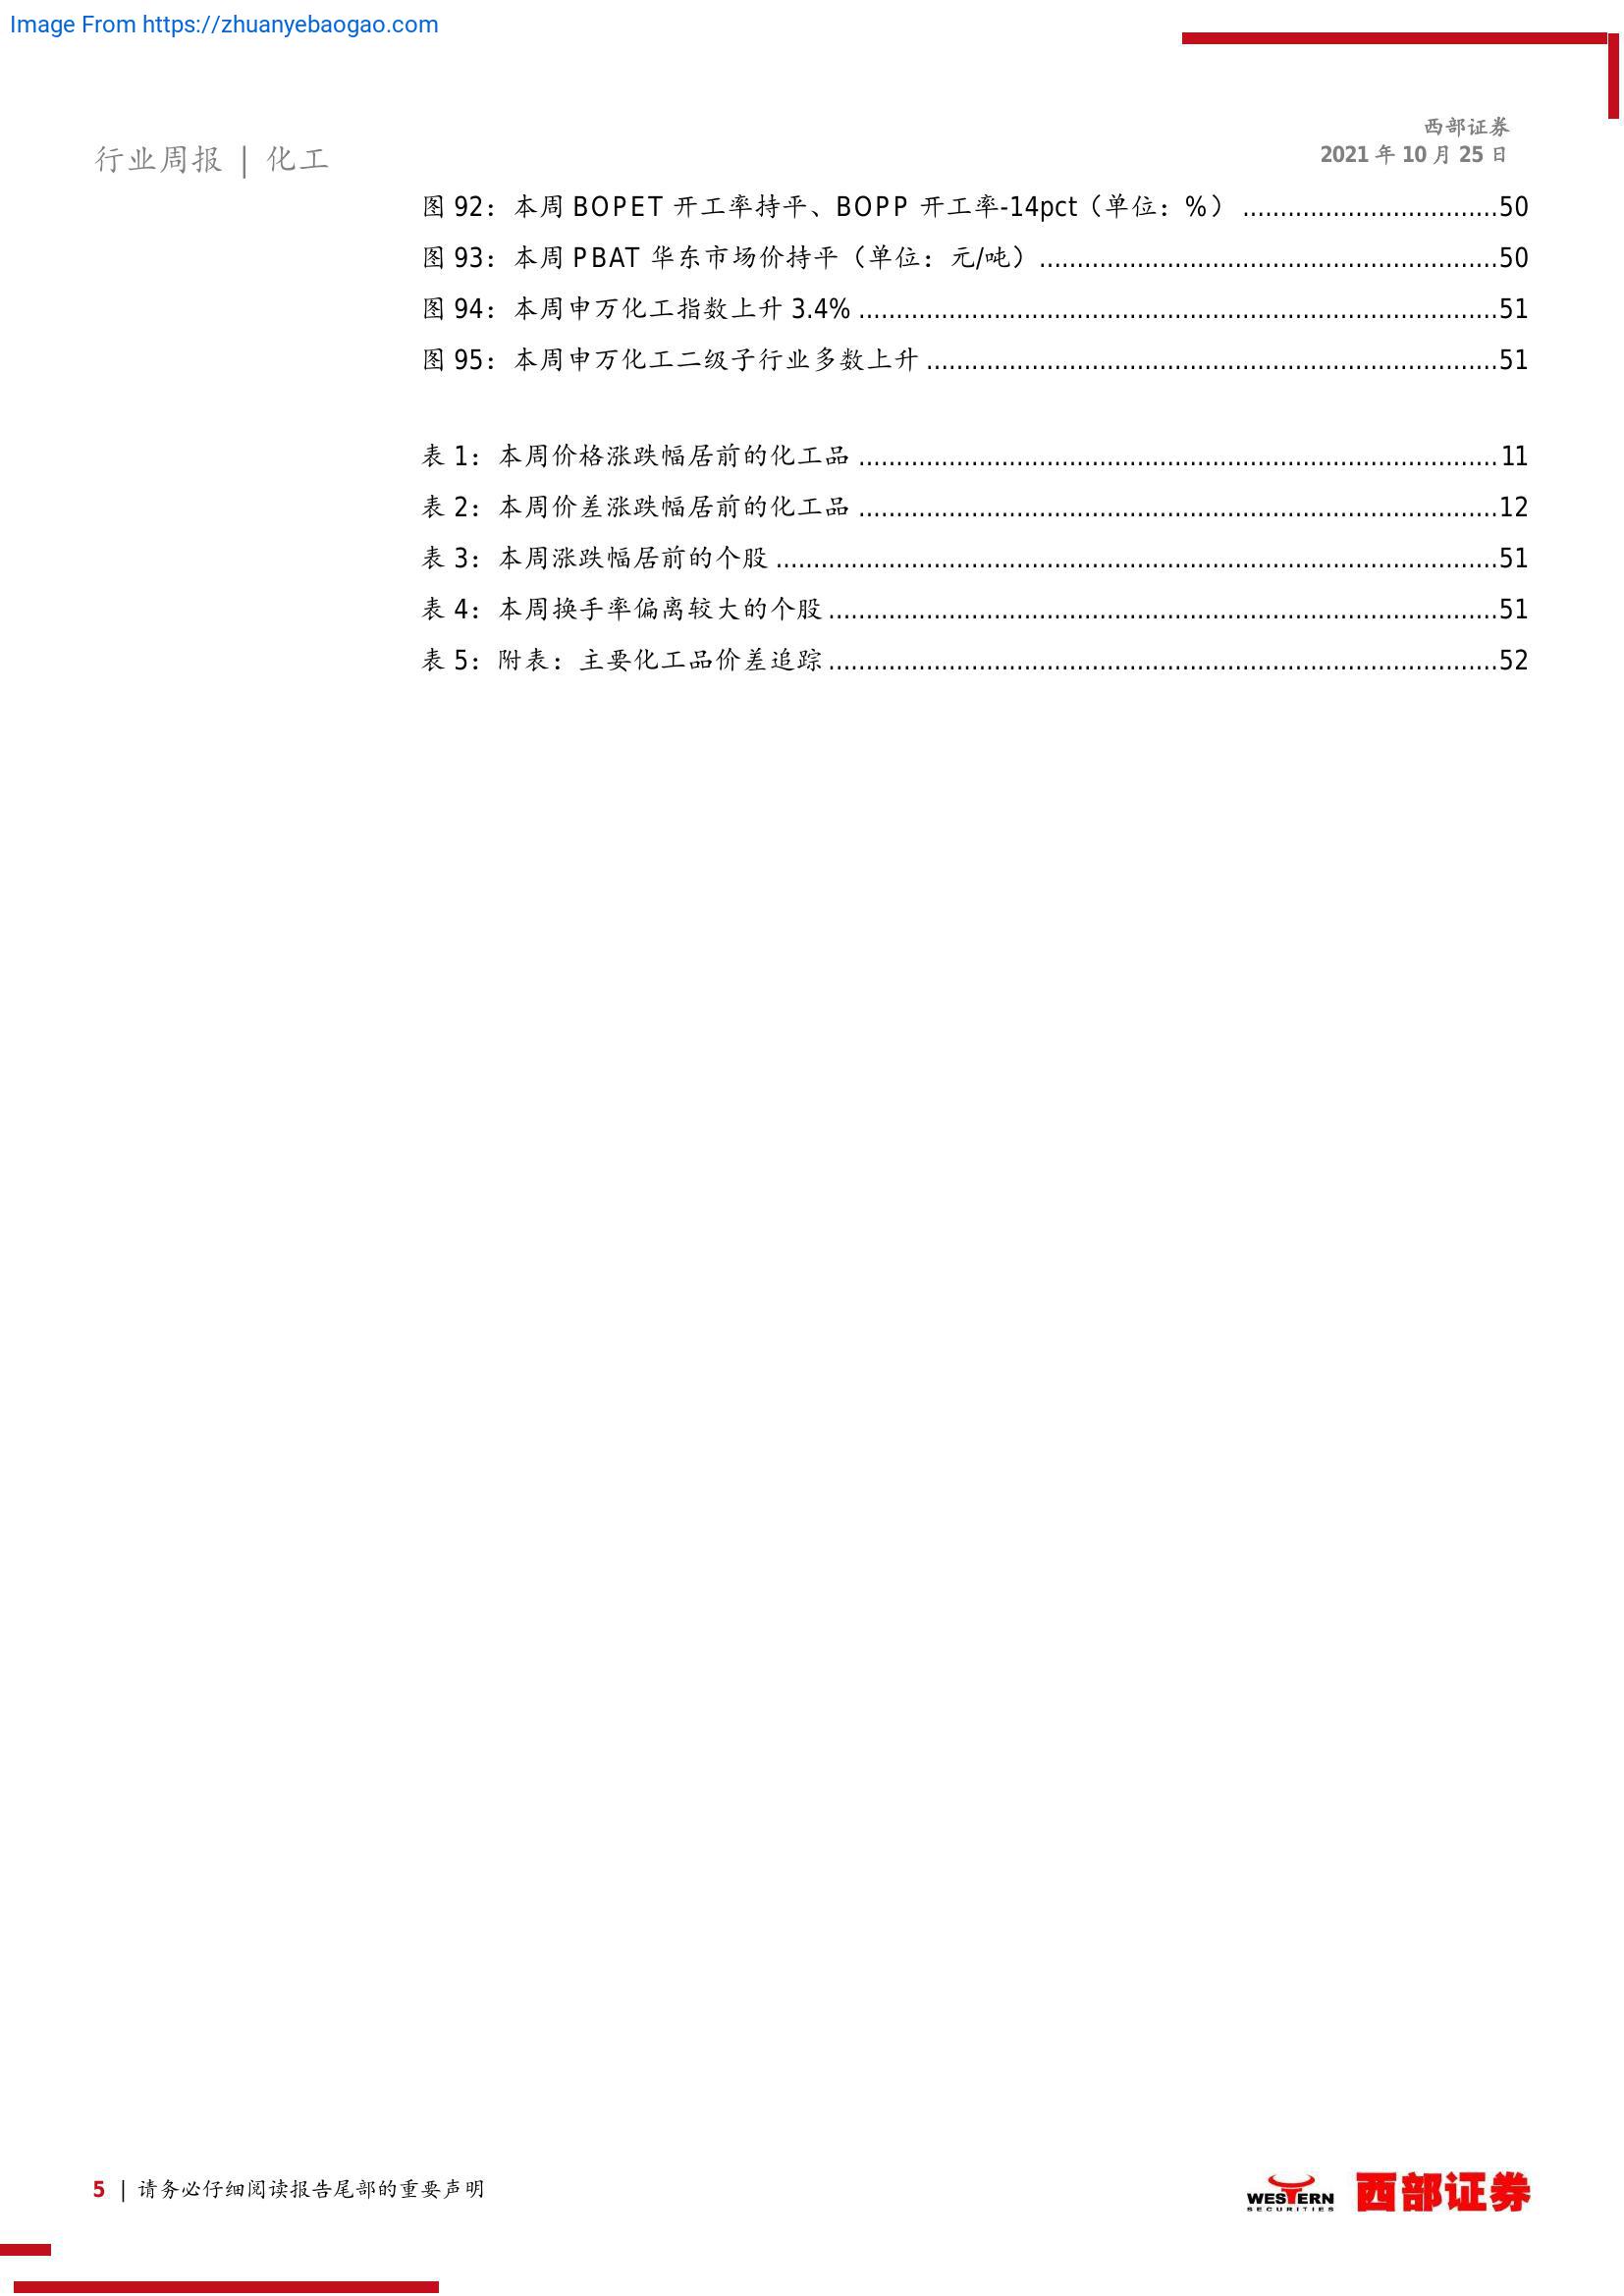 Image From https://zhuanyebaogao.com
西部证券
2021 年 10 月 25 日
行业周报 | 化工
图 92：本周 BOPET 开工率持平、BOPP 开工率-14pct（单位：%） ..................................50
图 93：本周 PBAT 华东市场价持平（单位：元/吨） .............................................................50
图 94：本周申万化工指数上升 3.4% .....................................................................................51
图 95：本周申万化工二级子行业多数上升 ............................................................................51
表 1：本周价格涨跌幅居前的化工品 .....................................................................................11
表 2：本周价差涨跌幅居前的化工品 .....................................................................................12
表 3：本周涨跌幅居前的个股 ................................................................................................51
表 4：本周换手率偏离较大的个股 .........................................................................................51
表 5：附表：主要化工品价差追踪 .........................................................................................52
5 | 请务必仔细阅读报告尾部的重要声明
WESTERN
SECURITIES
西部证券